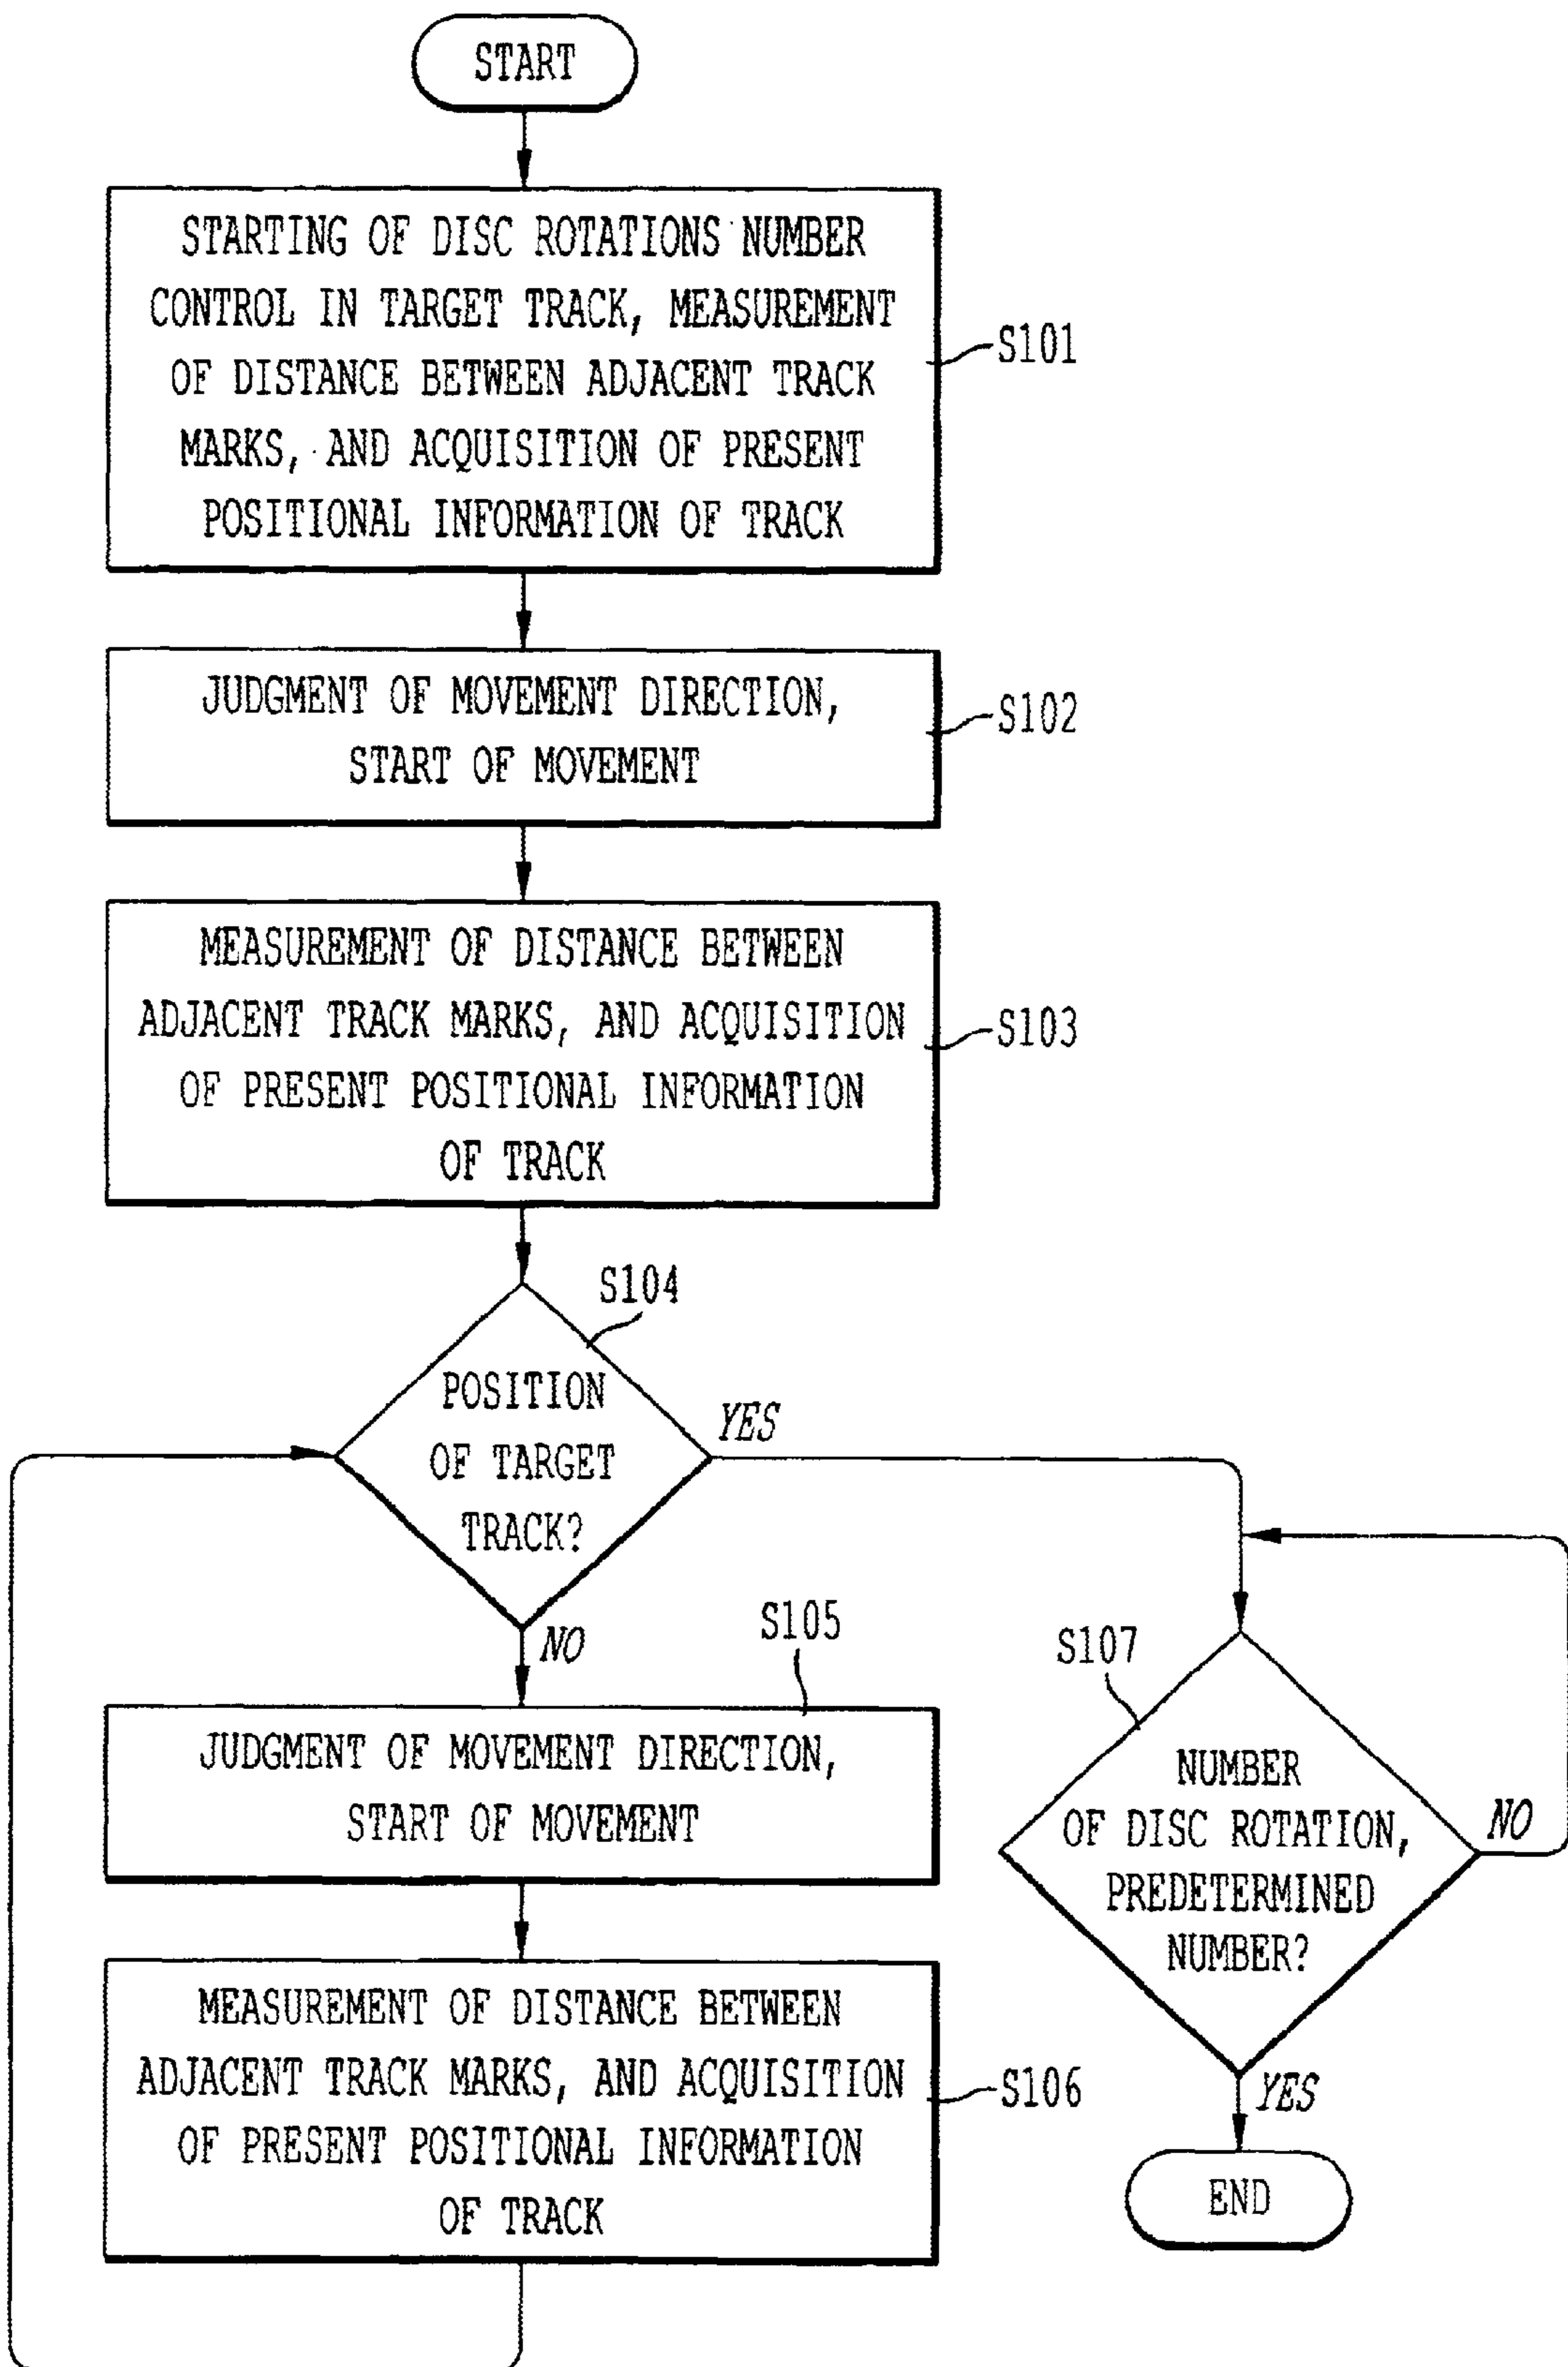 START
STARTING OF DISC ROTATIONS NUMBER
CONTROL IN TARGET TRACK, MEASUREMENT
OF DISTANCE BETWEEN ADJACENT TRACK
MARKS, AND ACQUISITION OF PRESENT
POSITIONAL INFORMATION OF TRACK
S101
JUDGMENT OF MOVEMENT DIRECTION,
START OF MOVEMENT
S102
MEASUREMENT OF DISTANCE BETWEEN
ADJACENT TRACK MARKS, AND ACQUISITION
OF PRESENT POSITIONAL INFORMATION
OF TRACK
S103
S104
POSITION
OF TARGET
TRACK?
YES
NO
S105
JUDGMENT OF MOVEMENT DIRECTION,
START OF MOVEMENT
MEASUREMENT OF DISTANCE BETWEEN
ADJACENT TRACK MARKS, AND ACQUISITION
OF PRESENT POSITIONAL INFORMATION
OF TRACK
S106
S107
NUMBER
OF DISC ROTATION,
PREDETERMINED
NUMBER?
NO
YES
END